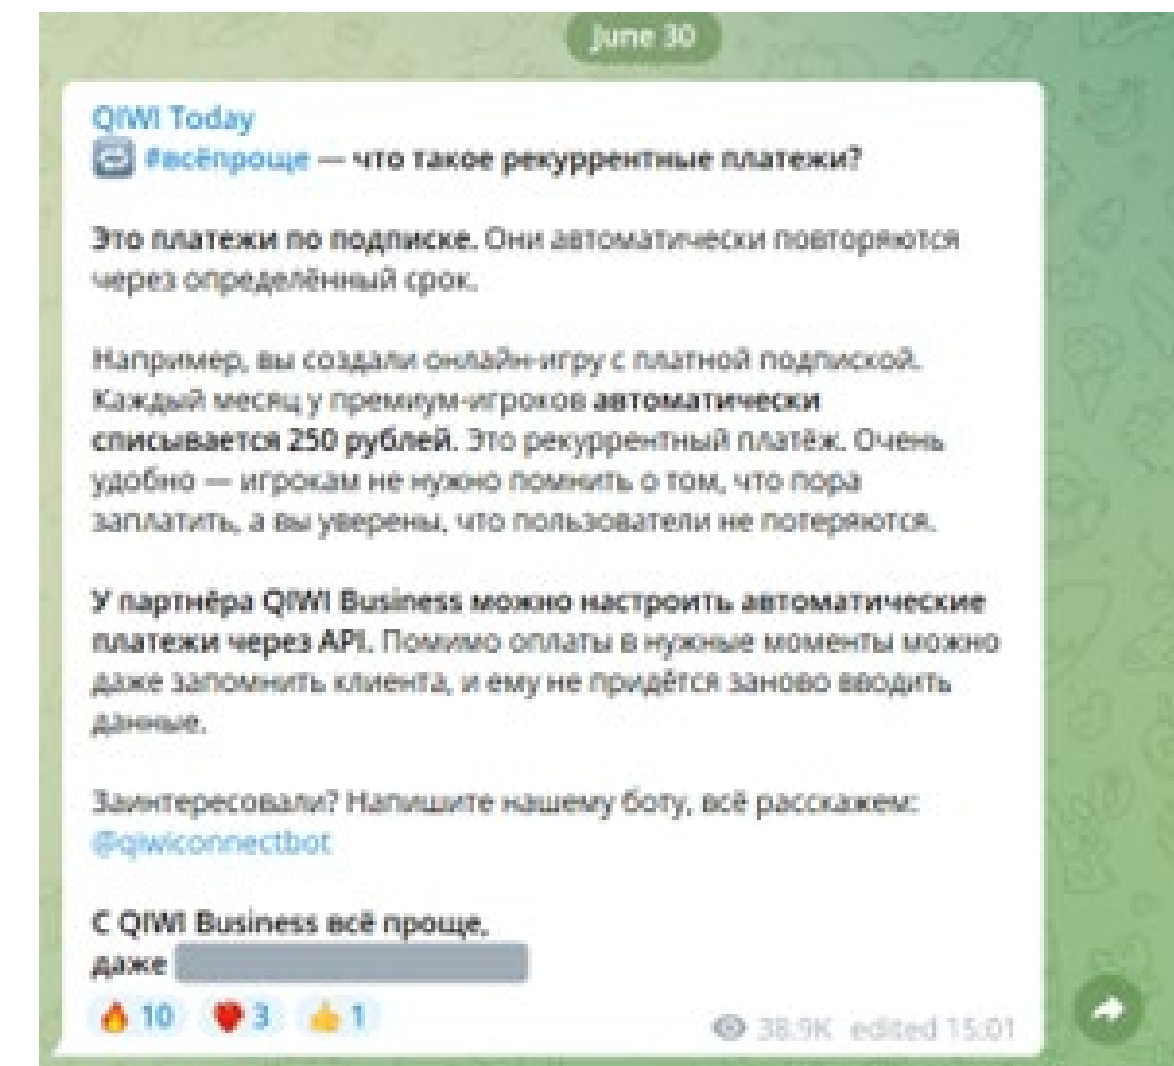 June 30
QIWI Today
#всёпроще — что такое рекуррентные платежи?
Это платежи по подписке. Они автоматически повторяются
через определённый срок.
Например, вы создали онлайн-игру с платной подпиской.
Каждый месяц у премиум-игроков автоматически
списывается 250 рублей. Это рекуррентный платёж. Очень
удобно — игрокам не нужно помнить о том, что пора
заплатить, а вы уверены, что пользователи не потеряются.
У партнёра QIWI Business можно настроить автоматические
платежи через API. Помимо оплаты в нужные моменты можно
даже запомнить клиента, и ему не придётся заново вводить
данные.
Заинтересовали? Напишите нашему боту, всё расскажем:
@qiwiconnectbot
С QIWI Business всё проще,
даже
10 3 1
38.9K edited 15:01